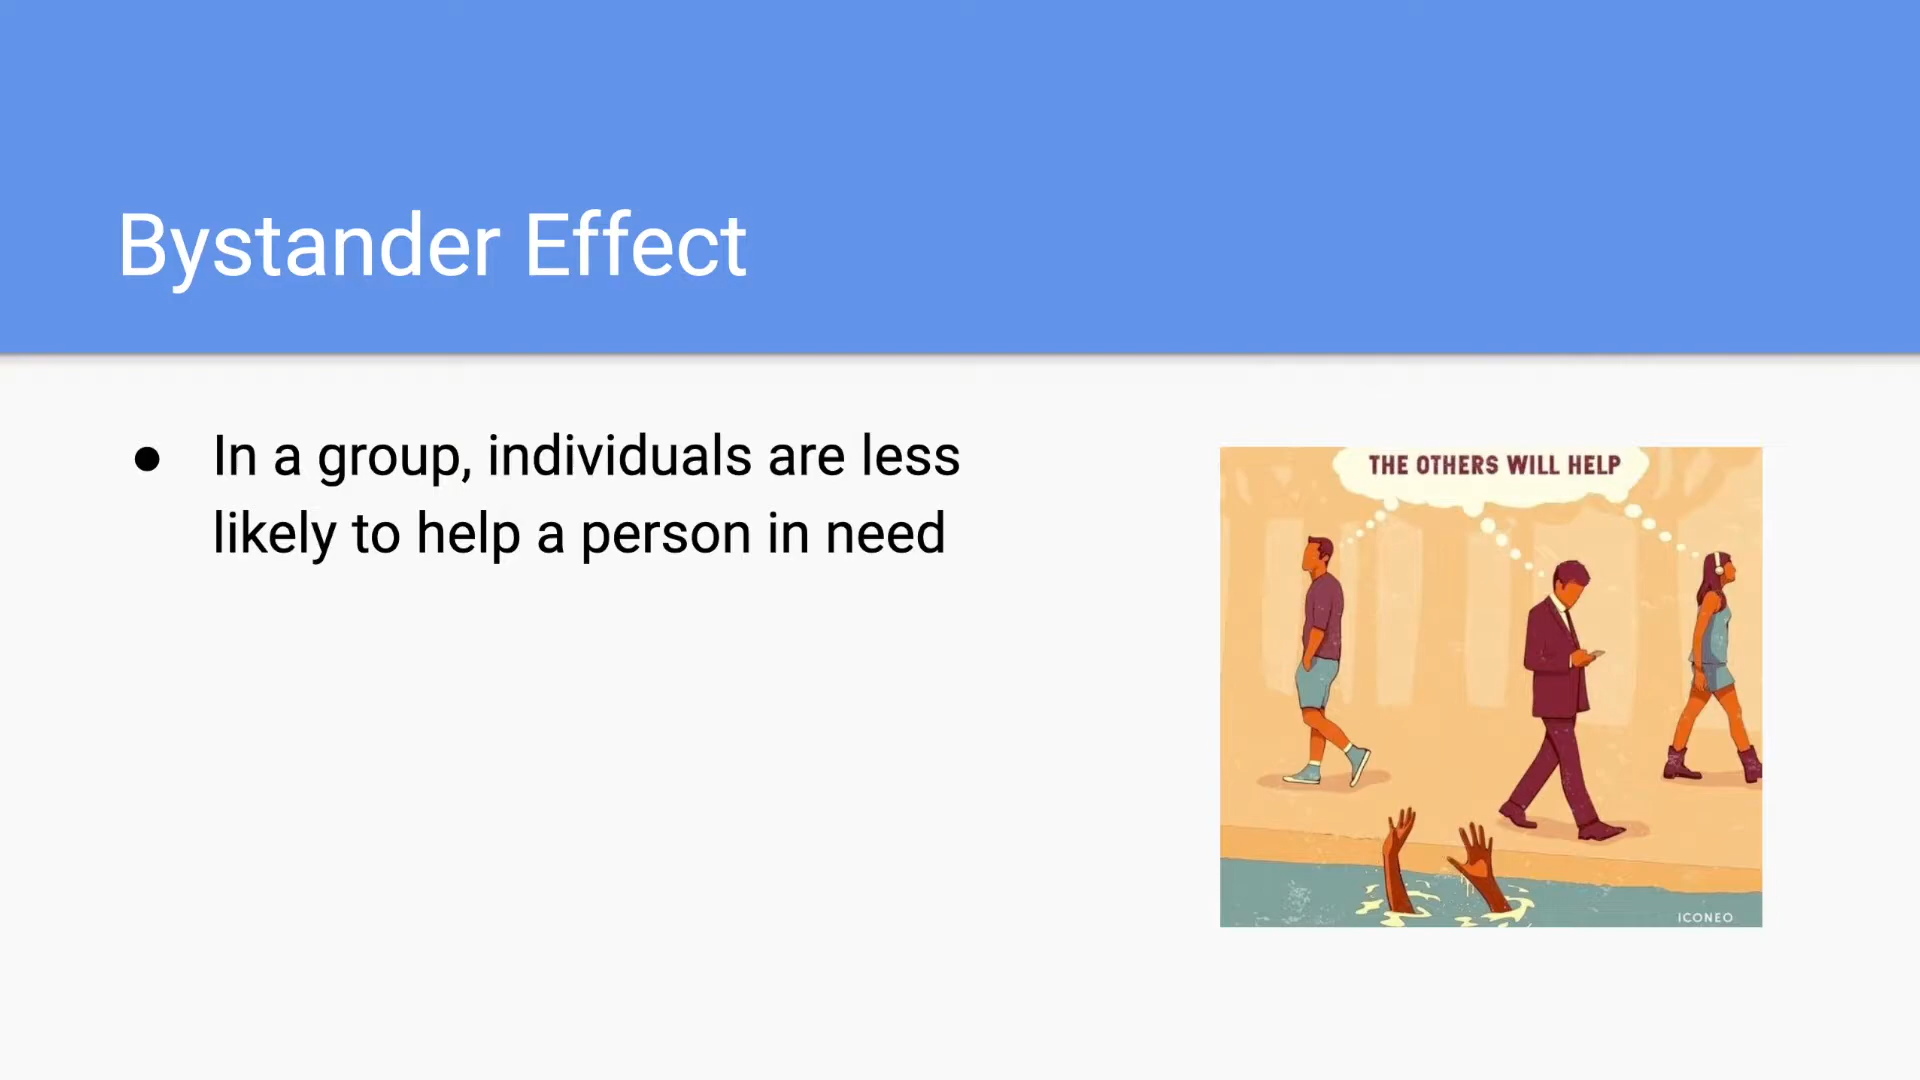 Bystander Effect
● In a group, individuals are less
likely to help a person in need
THE OTHERS WILL HELP
ICONEO